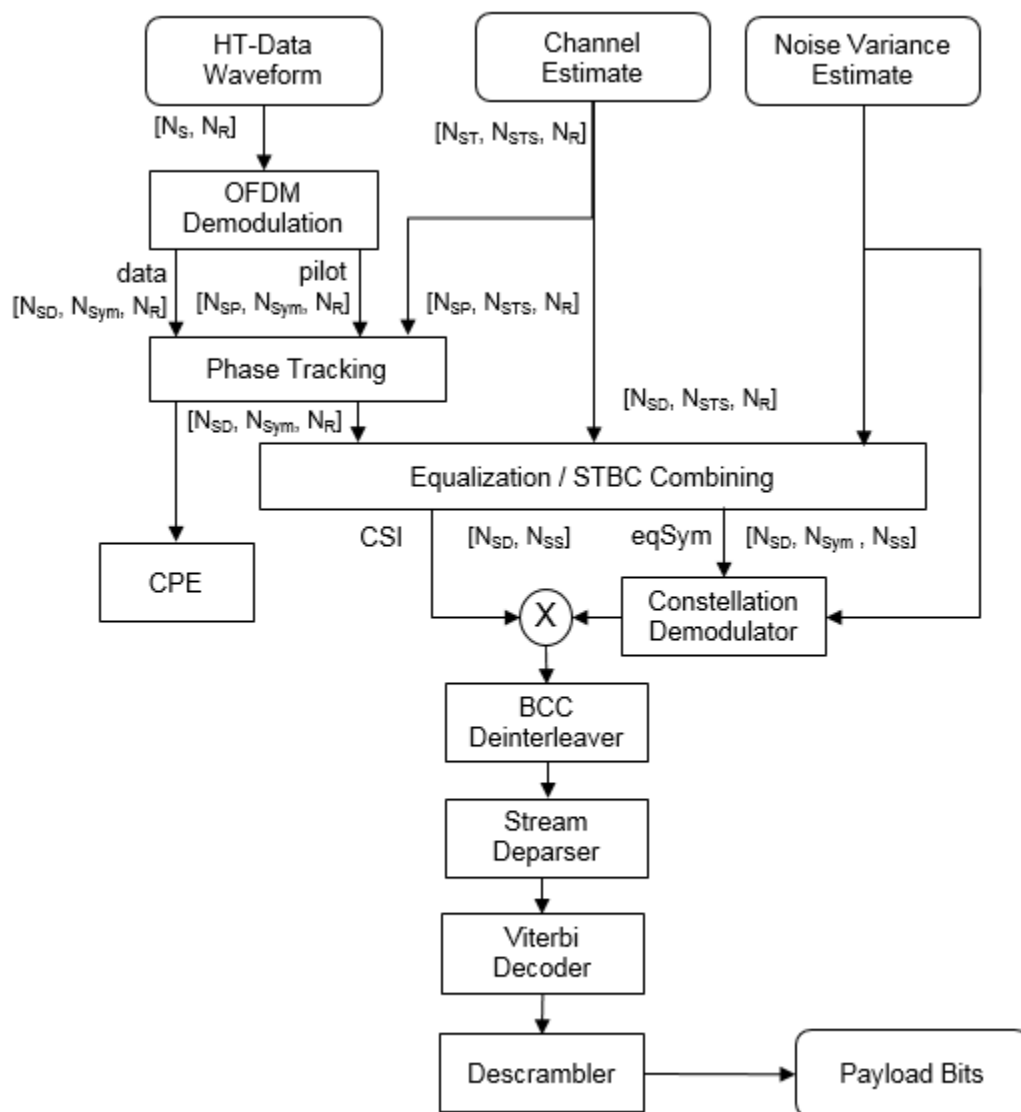 HT-Data
Waveform
Channel
Estimate
Noise Variance
Estimate
[N_S, N_R]
[N_ST, N_STS, N_R]
OFDM
Demodulation
data
pilot
[N_SD, N_Sym, N_R]
[N_SP, N_Sym, N_R]
[N_SP, N_STS, N_R]
Phase Tracking
[N_SD, N_Sym, N_R]
[N_SD, N_STS, N_R]
Equalization / STBC Combining
CSI
[N_SD, N_SS]
eqSym
[N_SD, N_Sym , N_SS]
CPE
X
Constellation
Demodulator
BCC
Deinterleaver
Stream
Deparser
Viterbi
Decoder
Descrambler
Payload Bits